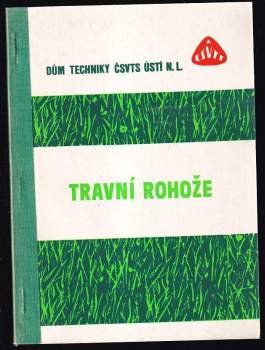 DŮM TECHNIKY ČSVTS ÚSTÍ N. L.
ČSVTS
TRAVNÍ ROHOŽE